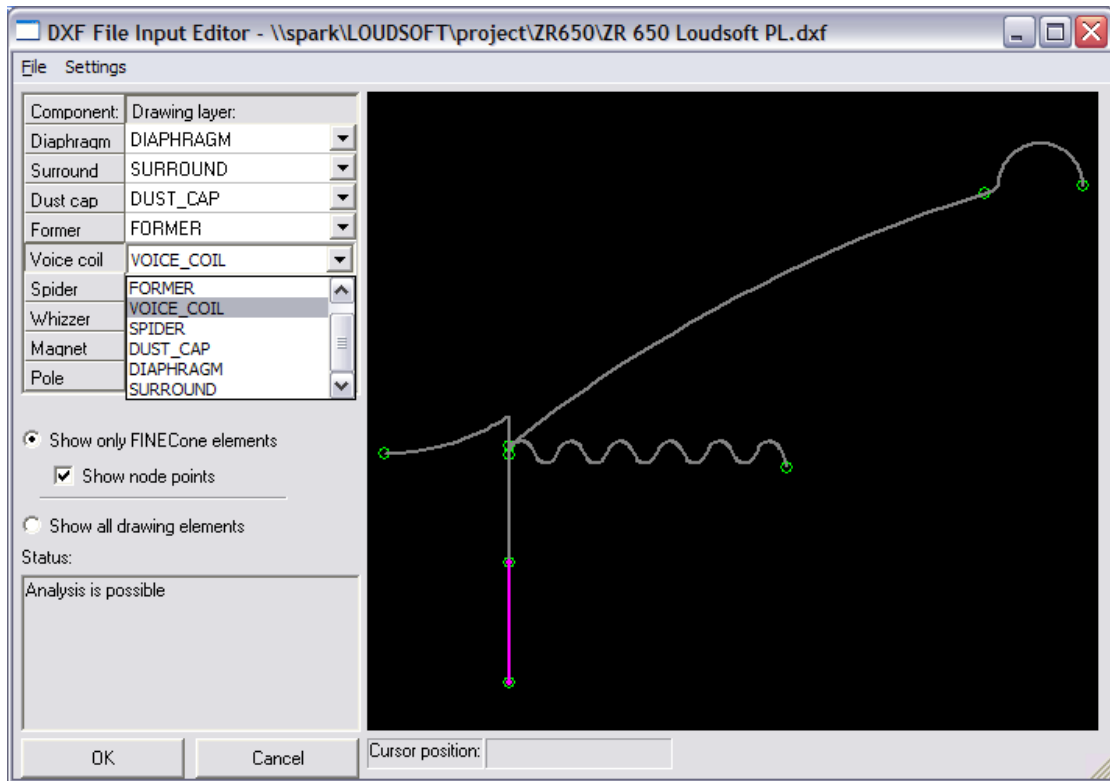 DXF File Input Editor - \\spark\LOUDSOFT\project\ZR650\ZR 650 Loudsoft PL.dxf
File Settings
Component: Drawing layer:
Diaphragm DIAPHRAGM
Surround SURROUND
Dust cap DUST_CAP
Former FORMER
Voice coil VOICE_COIL
Spider FORMER
VOICE_COIL
Whizzer SPIDER
Magnet DUST_CAP
DIAPHRAGM
Pole SURROUND
Show only FINECone elements
Show node points
Show all drawing elements
Status:
Analysis is possible
OK Cancel Cursor position: